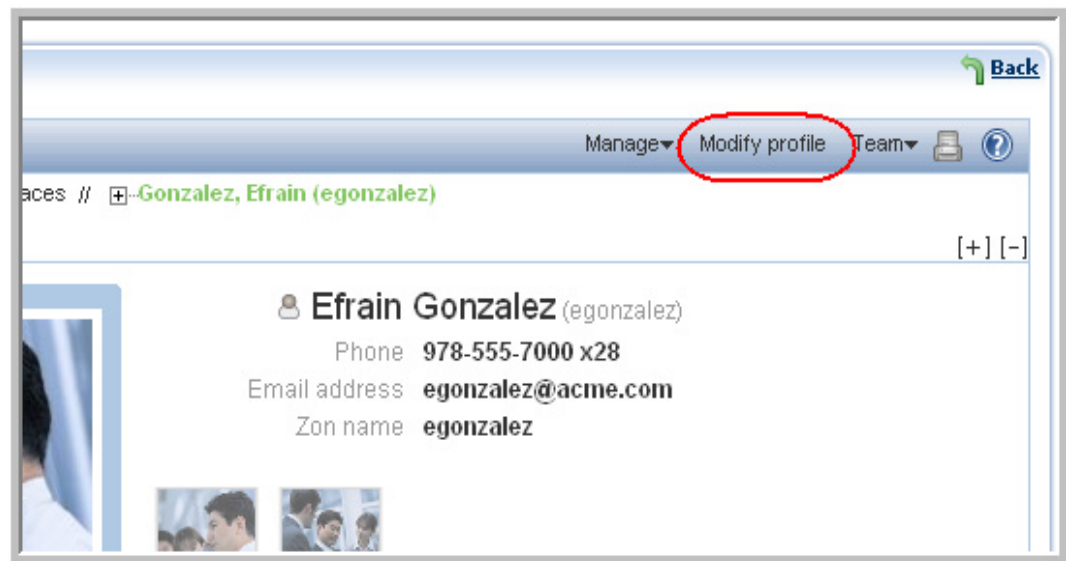 Back
Manage▾ Modify profile Team▾
aces // Gonzalez, Efrain (egonzalez)
[+] [-]
Efrain Gonzalez (egonzalez)
Phone 978-555-7000 x28
Email address egonzalez@acme.com
Zon name egonzalez